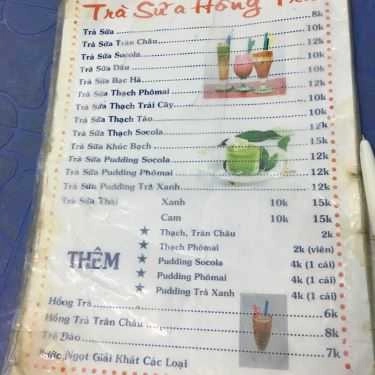 Trà Sữa Hồng Trà
Trà Sữa 8k
Trà Sữa Trân Châu 10k
Trà Sữa Socola 12k
Trà Sữa Dâu 10k
Trà Sữa Bạc Hà 10k
Trà Sữa Thạch Phômai 12k
Trà Sữa Thạch Trái Cây 10k
Trà Sữa Thạch Táo 10k
Trà Sữa Thạch Socola 12k
Trà Sữa Khúc Bạch 15k
Trà Sữa Pudding Socola 12k
Trà Sữa Pudding Phômai 12k
Trà Sữa Pudding Trà Xanh 12k
Trà Sữa Thái Xanh 10k 15k
Cam 10k 15k
THÊM
Thạch, Trân Châu 2k
Thạch Phômai 2k (viên)
Pudding Socola 4k (1 cái)
Pudding Phômai 4k (1 cái)
Pudding Trà Xanh 4k (1 cái)
Hồng Trà 6k
Hồng Trà Trân Châu 8k
Trà Đào 7k
Nước Ngọt Giải Khát Các Loại